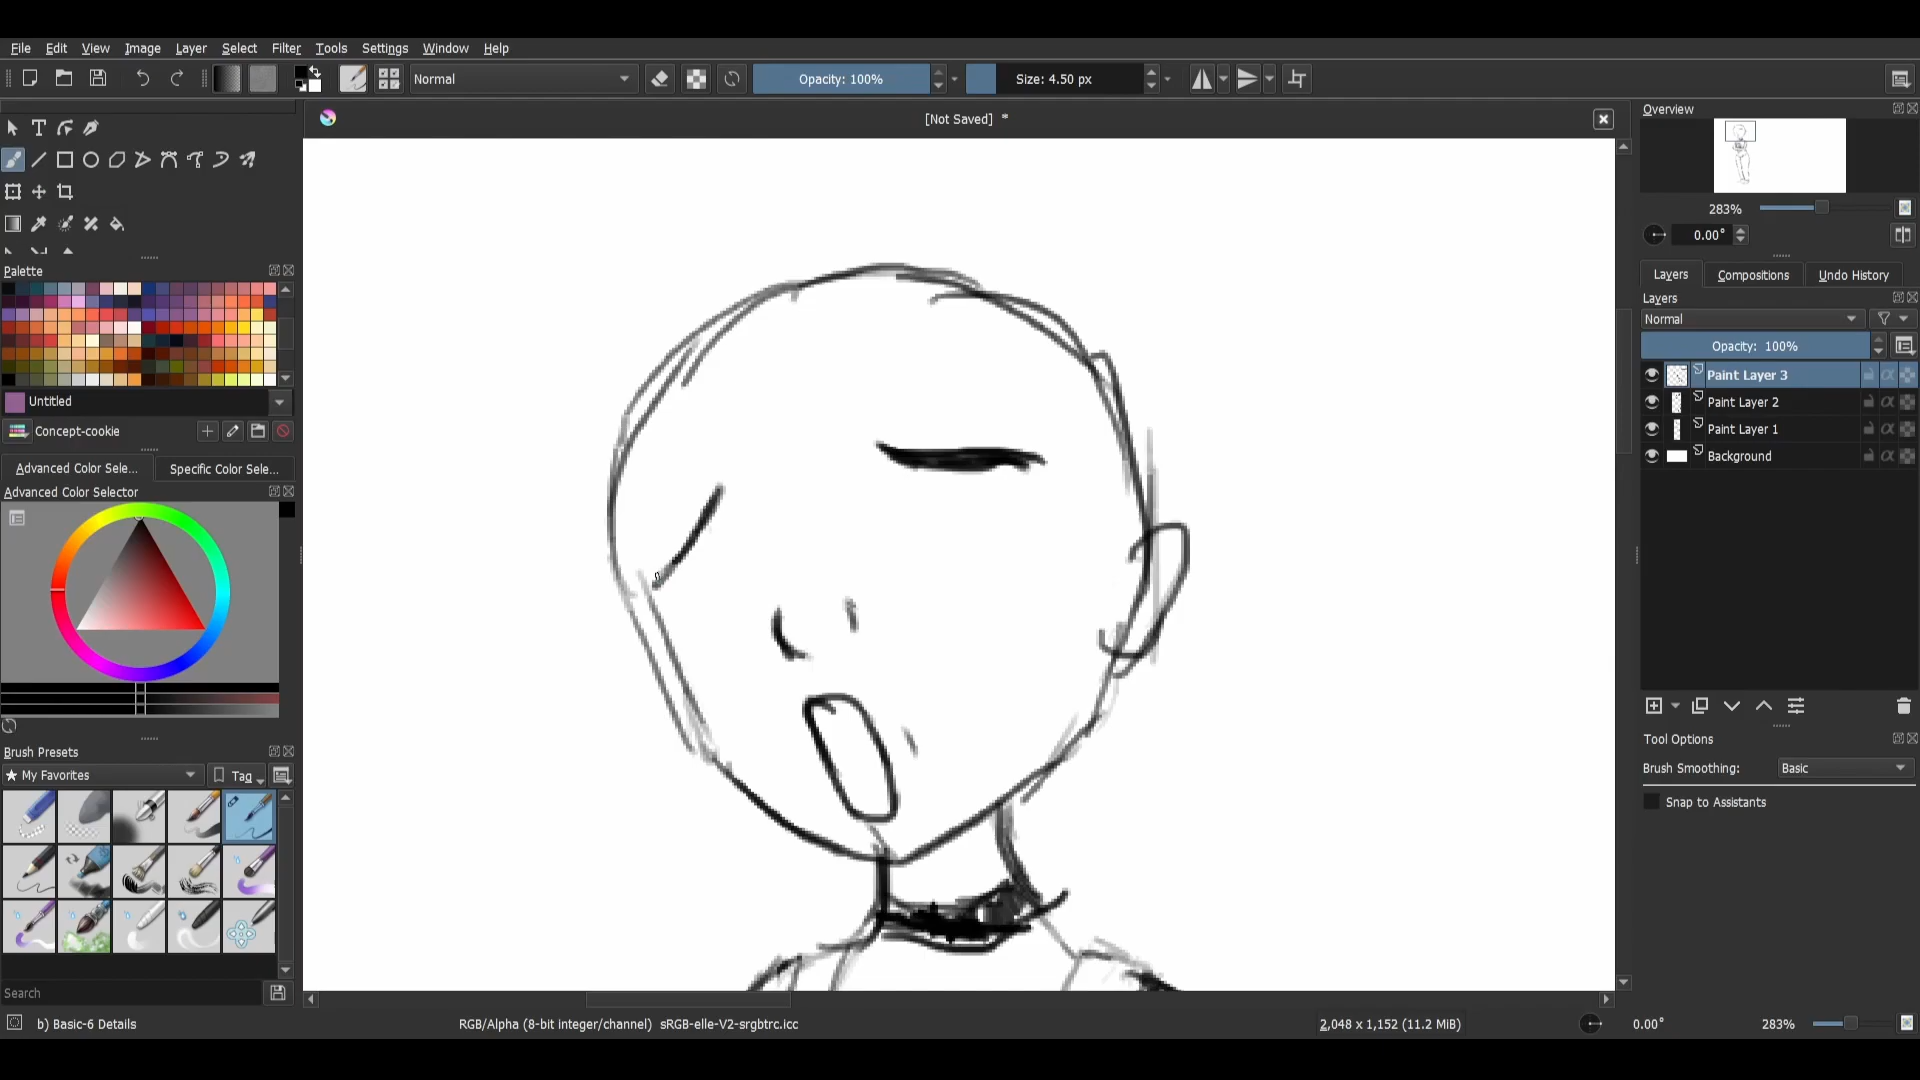 File Edit View Image Layer Select Filter Tools Settings Window Help
Normal Opacity: 100% Size: 4.50 px
[Not Saved] *
Overview
283%
0.00°
Palette
Untitled
Concept-cookie
Advanced Color Sele... Specific Color Sele...
Advanced Color Selector
Brush Presets
My Favorites Tag
Search
Layers Compositions Undo History
Layers
Normal
Opacity: 100%
Paint Layer 3
Paint Layer 2
Paint Layer 1
Background
Tool Options
Brush Smoothing: Basic
Snap to Assistants
b) Basic-6 Details RGB/Alpha (8-bit integer/channel) sRGB-elle-V2-srgbtrc.icc 2,048 x 1,152 (11.2 MiB) 0.00° 283%